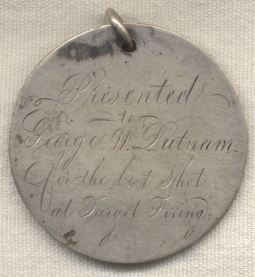 Presented
to
George W. Putnam.
for the best Shot
at Target Firing.